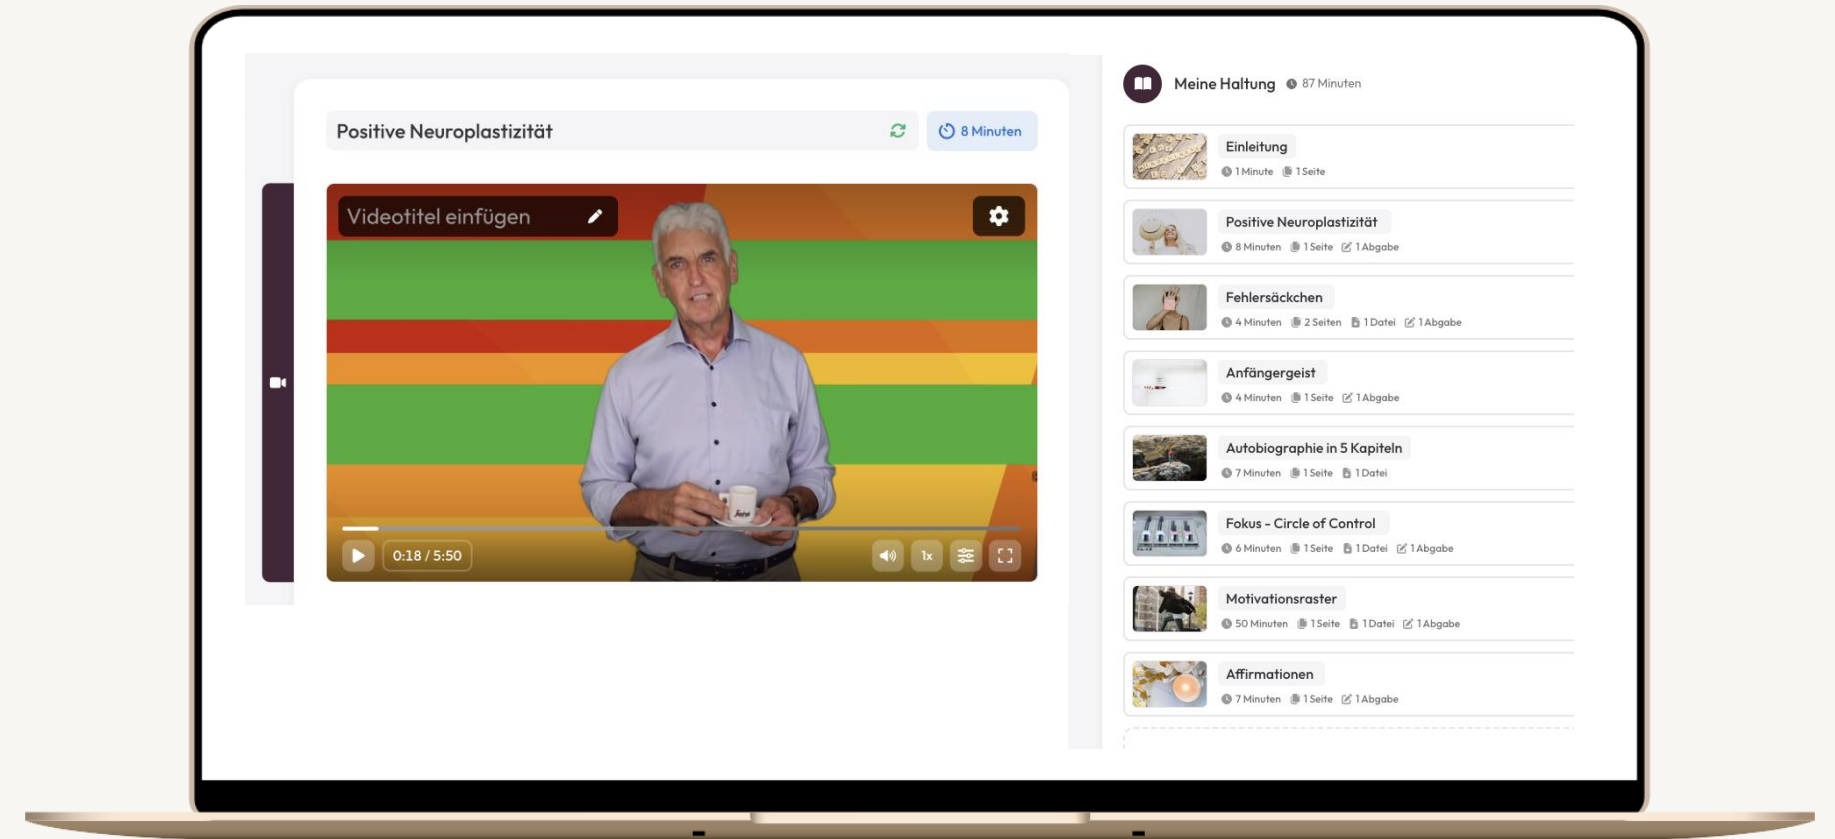 Positive Neuroplastizität
8 Minuten
Videotitel einfügen
0:18 / 5:50
1x
Meine Haltung 87 Minuten
Einleitung
1 Minute 1 Seite
Positive Neuroplastizität
8 Minuten 1 Seite 1 Abgabe
Fehlersäckchen
4 Minuten 2 Seiten 1 Datei 1 Abgabe
Anfängergeist
4 Minuten 1 Seite 1 Abgabe
Autobiographie in 5 Kapiteln
7 Minuten 1 Seite 1 Datei
Fokus - Circle of Control
6 Minuten 1 Seite 1 Datei 1 Abgabe
Motivationsraster
50 Minuten 1 Seite 1 Datei 1 Abgabe
Affirmationen
7 Minuten 1 Seite 1 Abgabe